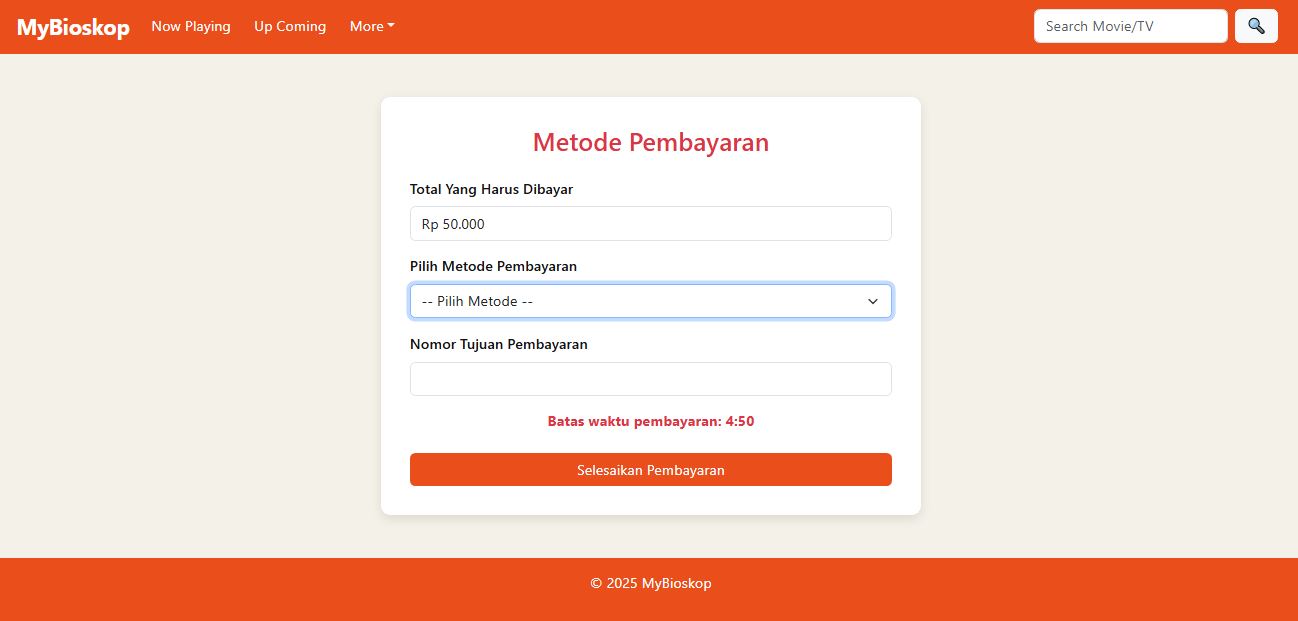 MyBioskop Now Playing Up Coming More Search Movie/TV
Metode Pembayaran
Total Yang Harus Dibayar
Rp 50.000
Pilih Metode Pembayaran
-- Pilih Metode --
Nomor Tujuan Pembayaran
Batas waktu pembayaran: 4:50
Selesaikan Pembayaran
© 2025 MyBioskop